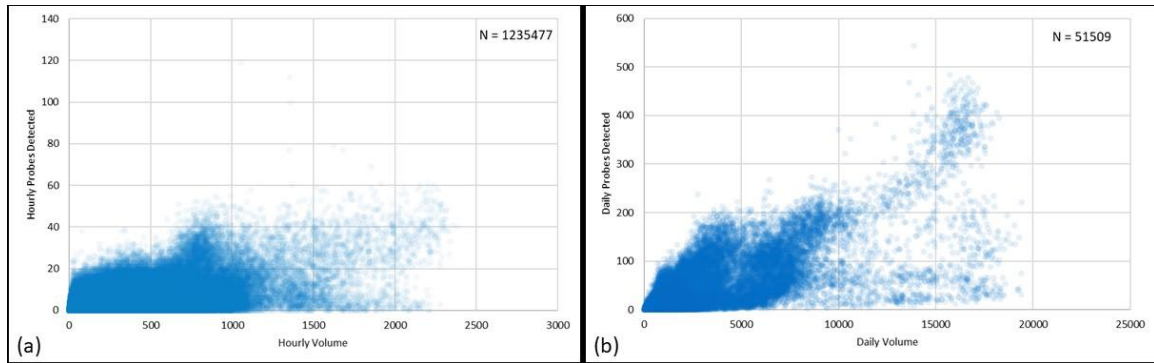 140
N = 1235477
120
100
80
60
40
20
0
Hourly Probes Detected
0 500 1000 1500 2000 2500 3000
Hourly Volume
(a)
600
N = 51509
500
400
300
200
100
0
Daily Probes Detected
0 5000 10000 15000 20000 25000
Daily Volume
(b)